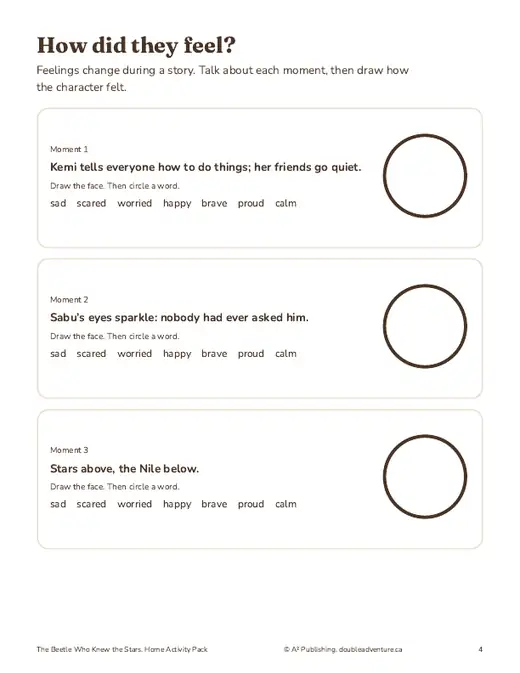 How did they feel?
Feelings change during a story. Talk about each moment, then draw how
the character felt.
Moment 1
Kemi tells everyone how to do things; her friends go quiet.
Draw the face. Then circle a word.
sad scared worried happy brave proud calm
Moment 2
Sabu's eyes sparkle: nobody had ever asked him.
Draw the face. Then circle a word.
sad scared worried happy brave proud calm
Moment 3
Stars above, the Nile below.
Draw the face. Then circle a word.
sad scared worried happy brave proud calm
The Beetle Who Knew the Stars. Home Activity Pack
© A² Publishing. doubleadventure.ca
4